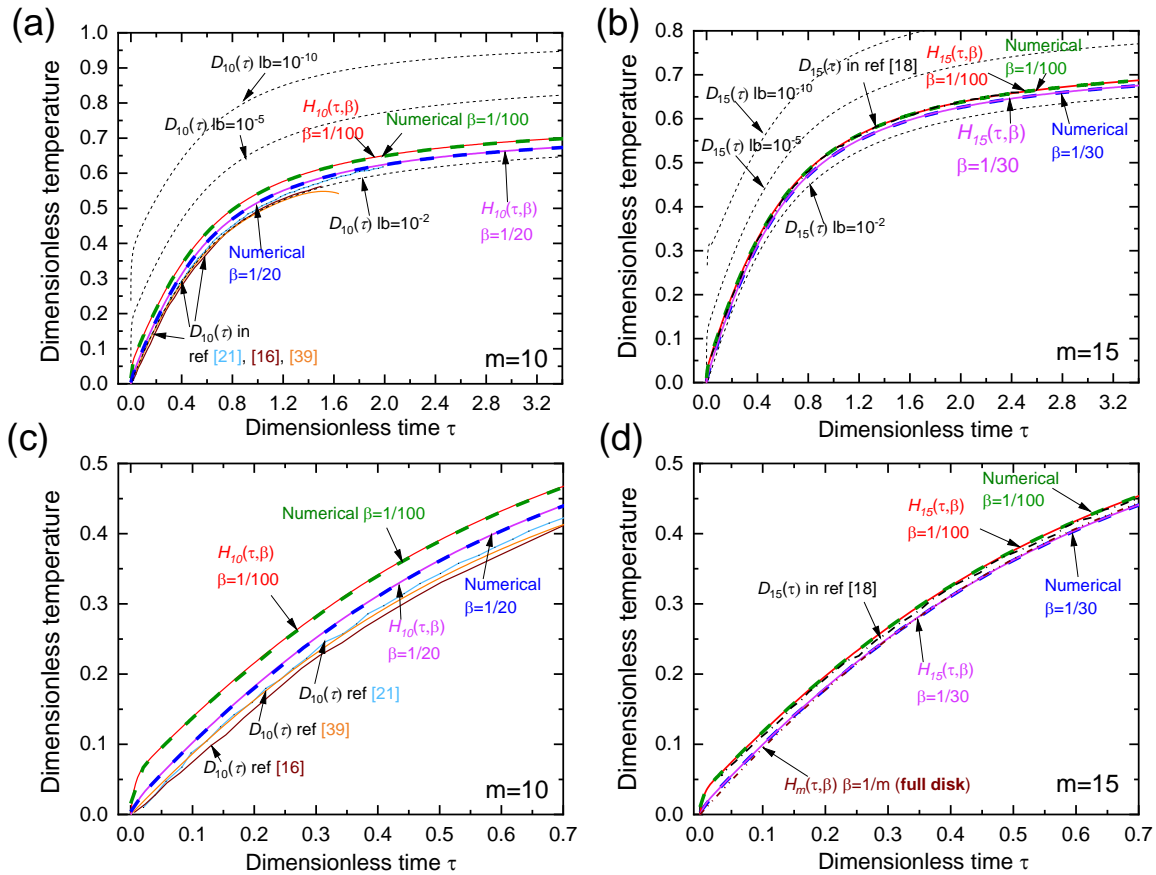 (a)
1.0
0.9
0.8
0.7
0.6
0.5
0.4
0.3
0.2
0.1
0.0
Dimensionless temperature
D10(τ) lb=10-10
D10(τ) lb=10-5
H10(τ,β)
β=1/100
Numerical β=1/100
D10(τ) lb=10-2
H10(τ,β)
β=1/20
Numerical
β=1/20
D10(τ) in
ref [21], [16], [39]
m=10
0.0 0.4 0.8 1.2 1.6 2.0 2.4 2.8 3.2
Dimensionless time τ
(b)
0.8
0.7
0.6
0.5
0.4
0.3
0.2
0.1
0.0
Dimensionless temperature
D15(τ) in ref [18]
H15(τ,β)
β=1/100
Numerical
β=1/100
D15(τ) lb=10-10
D15(τ) lb=10-5
D15(τ) lb=10-2
H15(τ,β)
β=1/30
Numerical
β=1/30
m=15
0.0 0.4 0.8 1.2 1.6 2.0 2.4 2.8 3.2
Dimensionless time τ
(c)
0.5
0.4
0.3
0.2
0.1
0.0
Dimensionless temperature
Numerical β=1/100
H10(τ,β)
β=1/100
Numerical
β=1/20
H10(τ,β)
β=1/20
D10(τ) ref [21]
D10(τ) ref [39]
D10(τ) ref [16]
m=10
0.0 0.1 0.2 0.3 0.4 0.5 0.6 0.7
Dimensionless time τ
(d)
0.5
0.4
0.3
0.2
0.1
0.0
Dimensionless temperature
Numerical
β=1/100
H15(τ,β)
β=1/100
D15(τ) in ref [18]
Numerical
β=1/30
H15(τ,β)
β=1/30
Hm(τ,β) β=1/m (full disk)
m=15
0.0 0.1 0.2 0.3 0.4 0.5 0.6 0.7
Dimensionless time τ